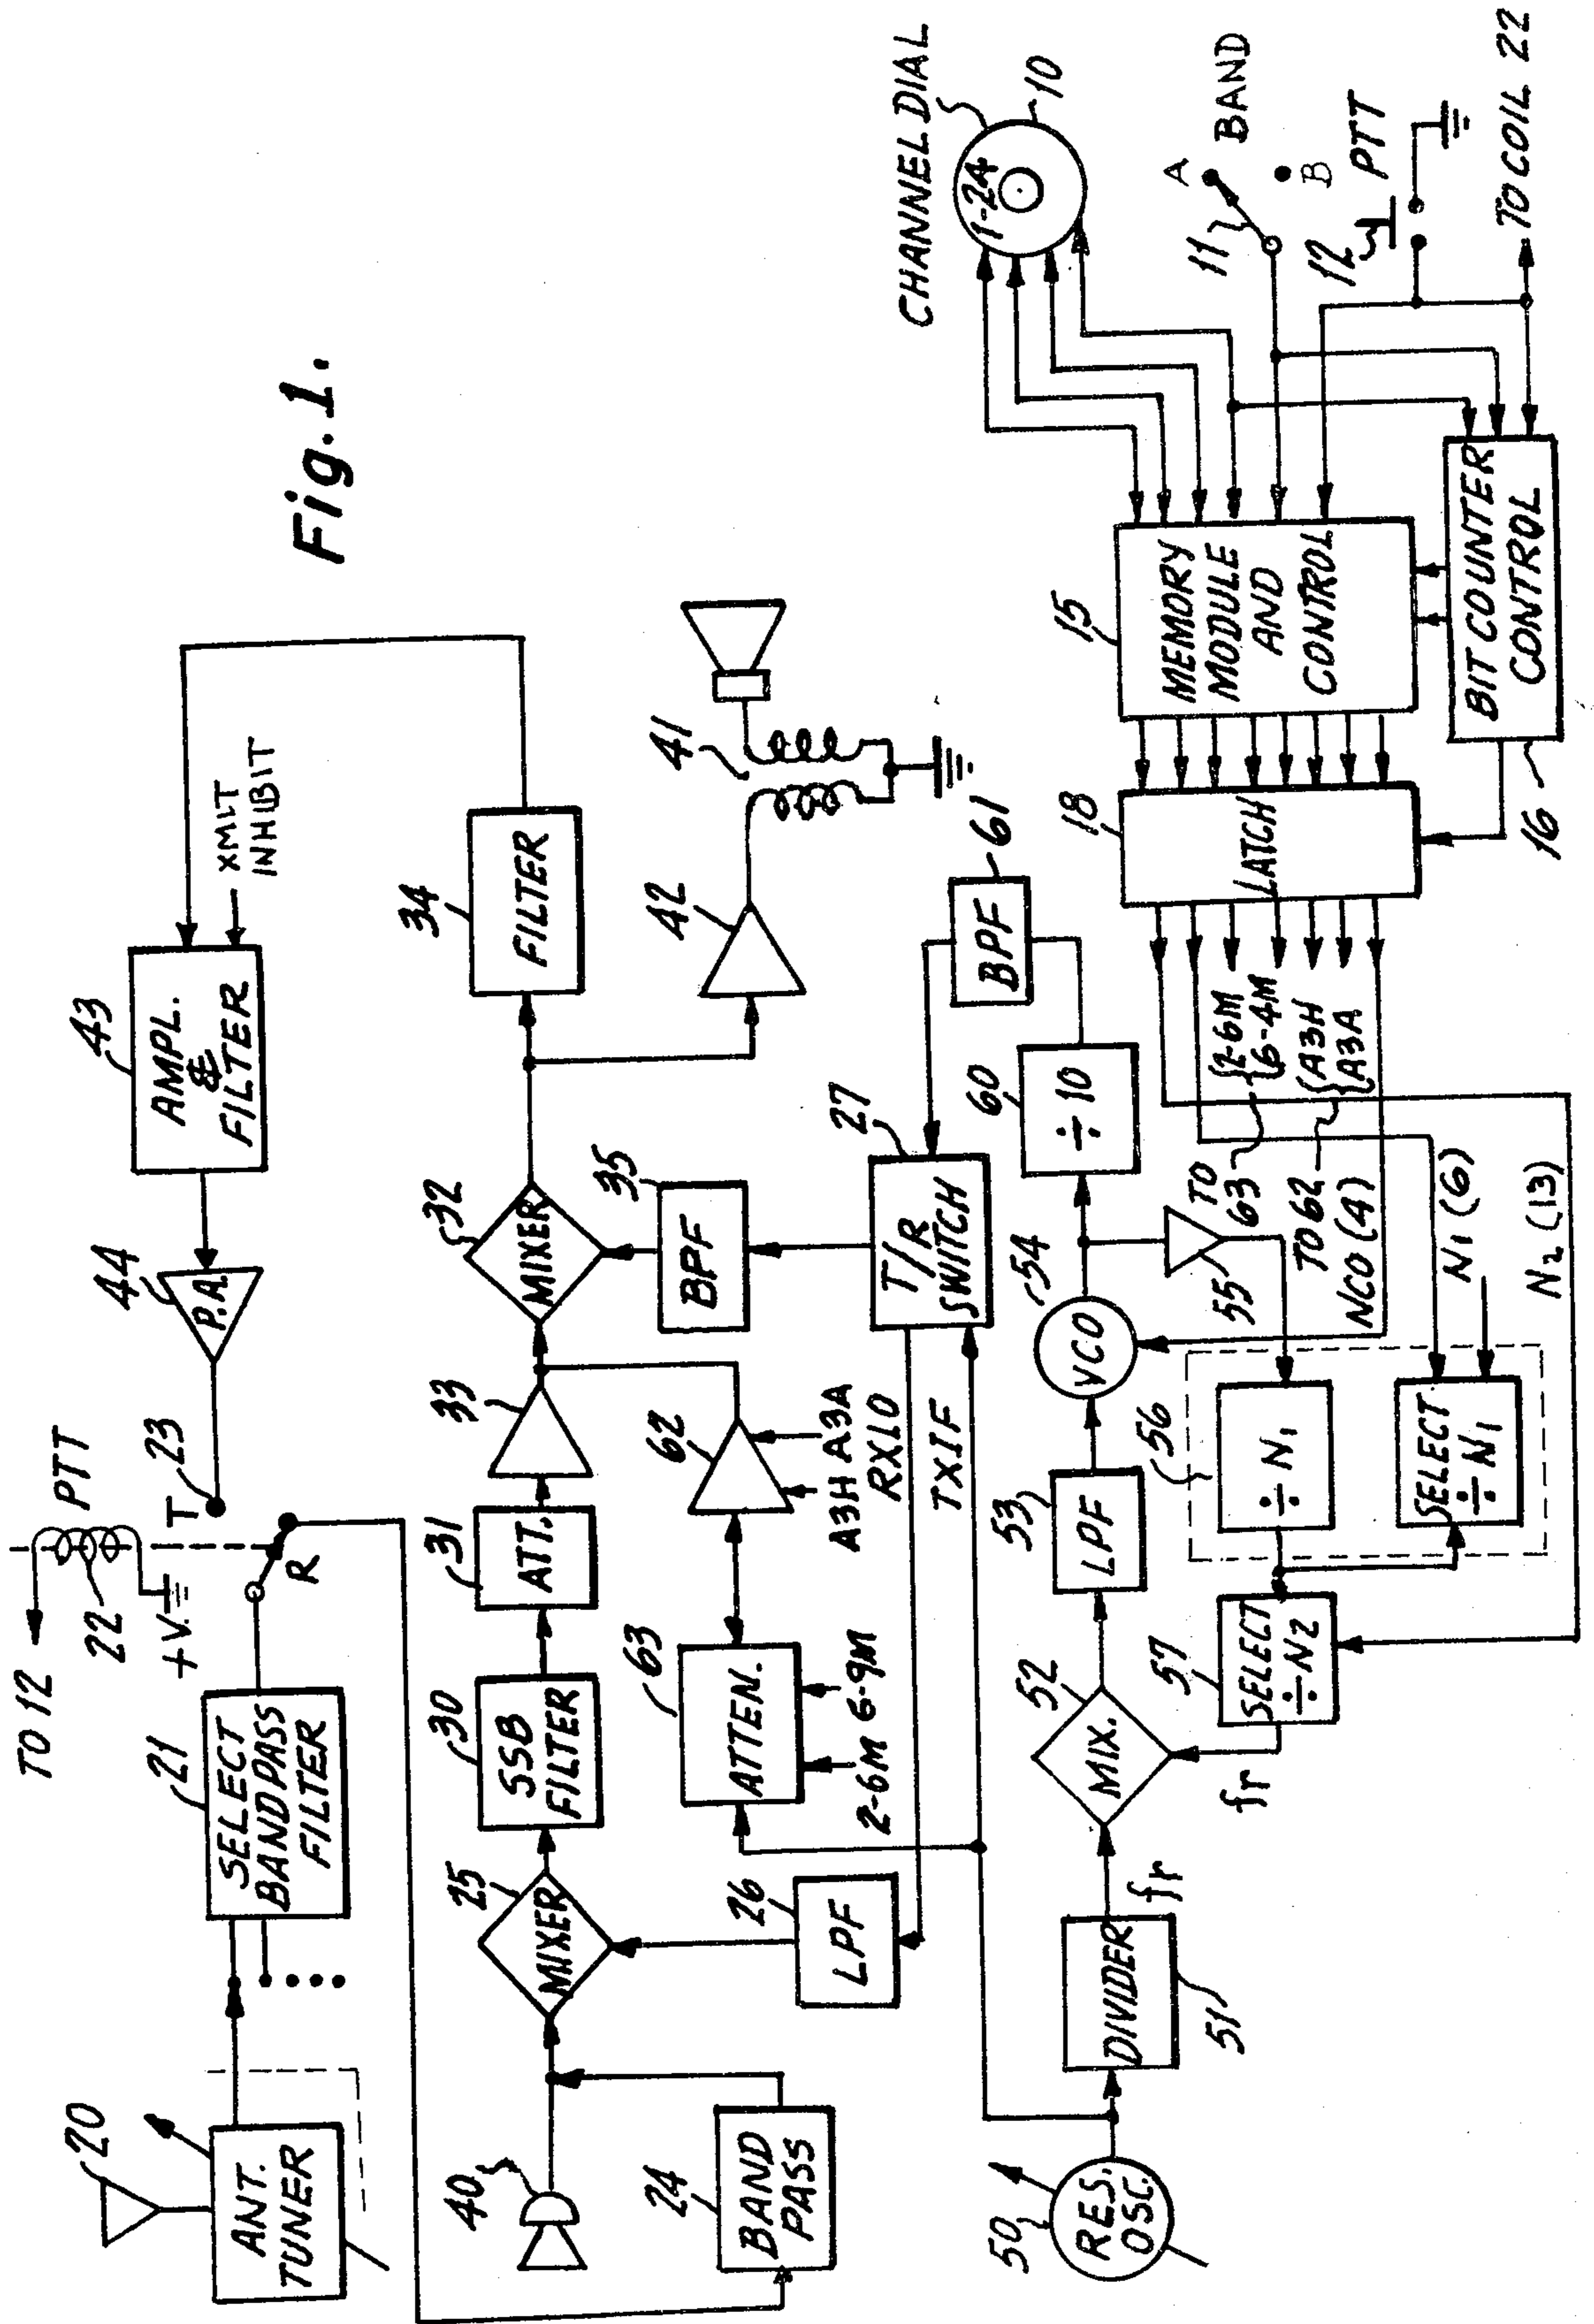 Fig. 1.
TO 12
PTT
22
+V
T
23
R
20
ANT.
TUNER
21
SELECT
BAND PASS
FILTER
44
P.A.
43
AMPL.
&
FILTER
XMIT
INHIBIT
40
24
BAND
PASS
25
MIXER
26
LPF
30
SSB
FILTER
31
ATT.
33
32
MIXER
34
FILTER
35
BPF
42
41
63
ATTEN.
2-6M 6-9M
62
A3H A3A
RXIO
TXIF
27
T/R
SWITCH
BPF
61
50
RES.
OSC.
DIVIDER
51
fr
52
MIX.
fr
53
LPF
54
VCO
60
÷10
55
TO
63
{2-6M
{6-4M
TO 62
{A3H
{A3A
NCO (4)
56
÷ N1
SELECT
÷ N1
57
SELECT
÷ N2
N1 (6)
N2 (13)
18
LATCH
15
MEMORY
MODULE
AND
CONTROL
16
BIT COUNTER
CONTROL
CHANNEL DIAL
1-24
10
11
A
BAND
B
12
PTT
TO COIL 22